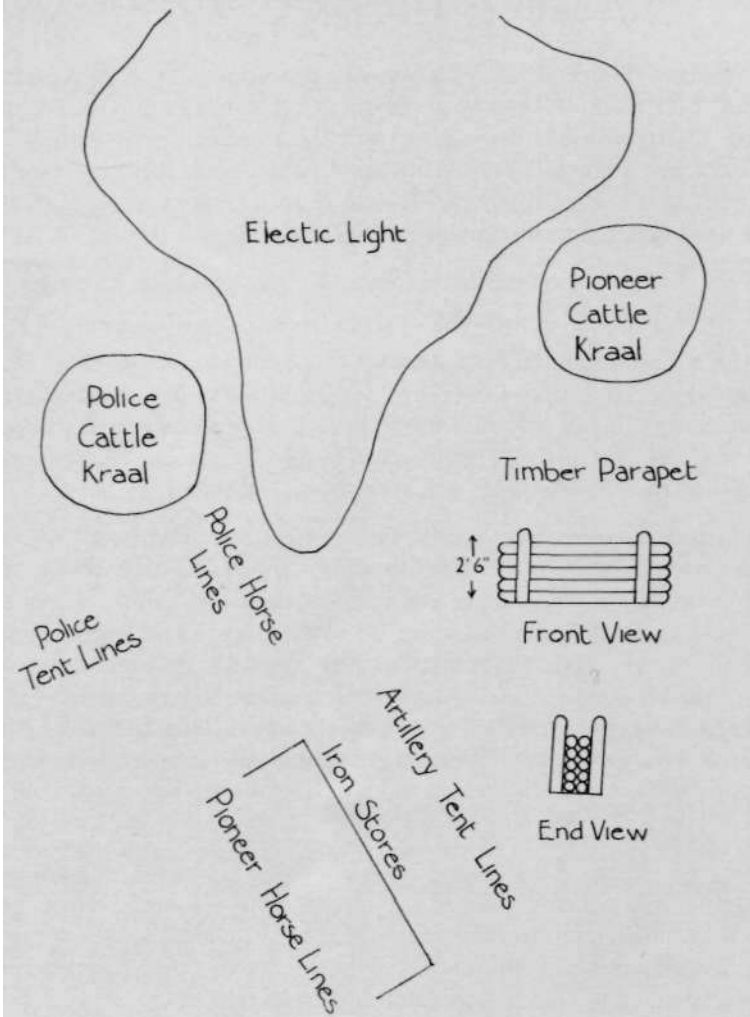 Electic Light
Pioneer
Cattle
Kraal
Police
Cattle
Kraal
Timber Parapet
Police Horse
Lines
2'6"
Front View
Police
Tent Lines
Artillery Tent Lines
Iron Stores
Pioneer Horse Lines
End View